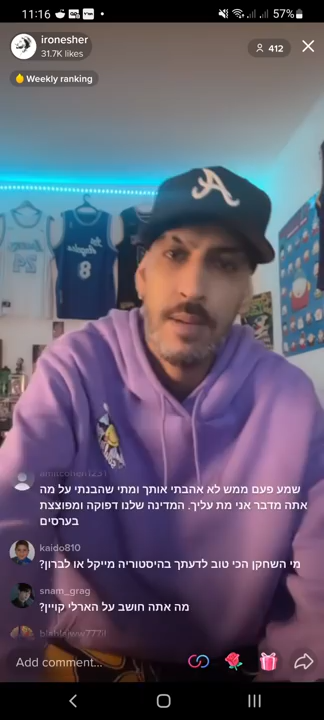 11:16
57%
ironesher
31.7K likes
412
Weekly ranking
A
8
שמע פעם ממש לא אהבתי אותך ומתי שהבנתי על מה
אתה מדבר אני מת עליך. המדינה שלנו דפוקה ומפוצצת
בערסים
kaido810
מי השחקן הכי טוב לדעתך בהיסטוריה מייקל או לברון?
snam_grag
מה אתה חושב על הארלי קויין?
Add comment...